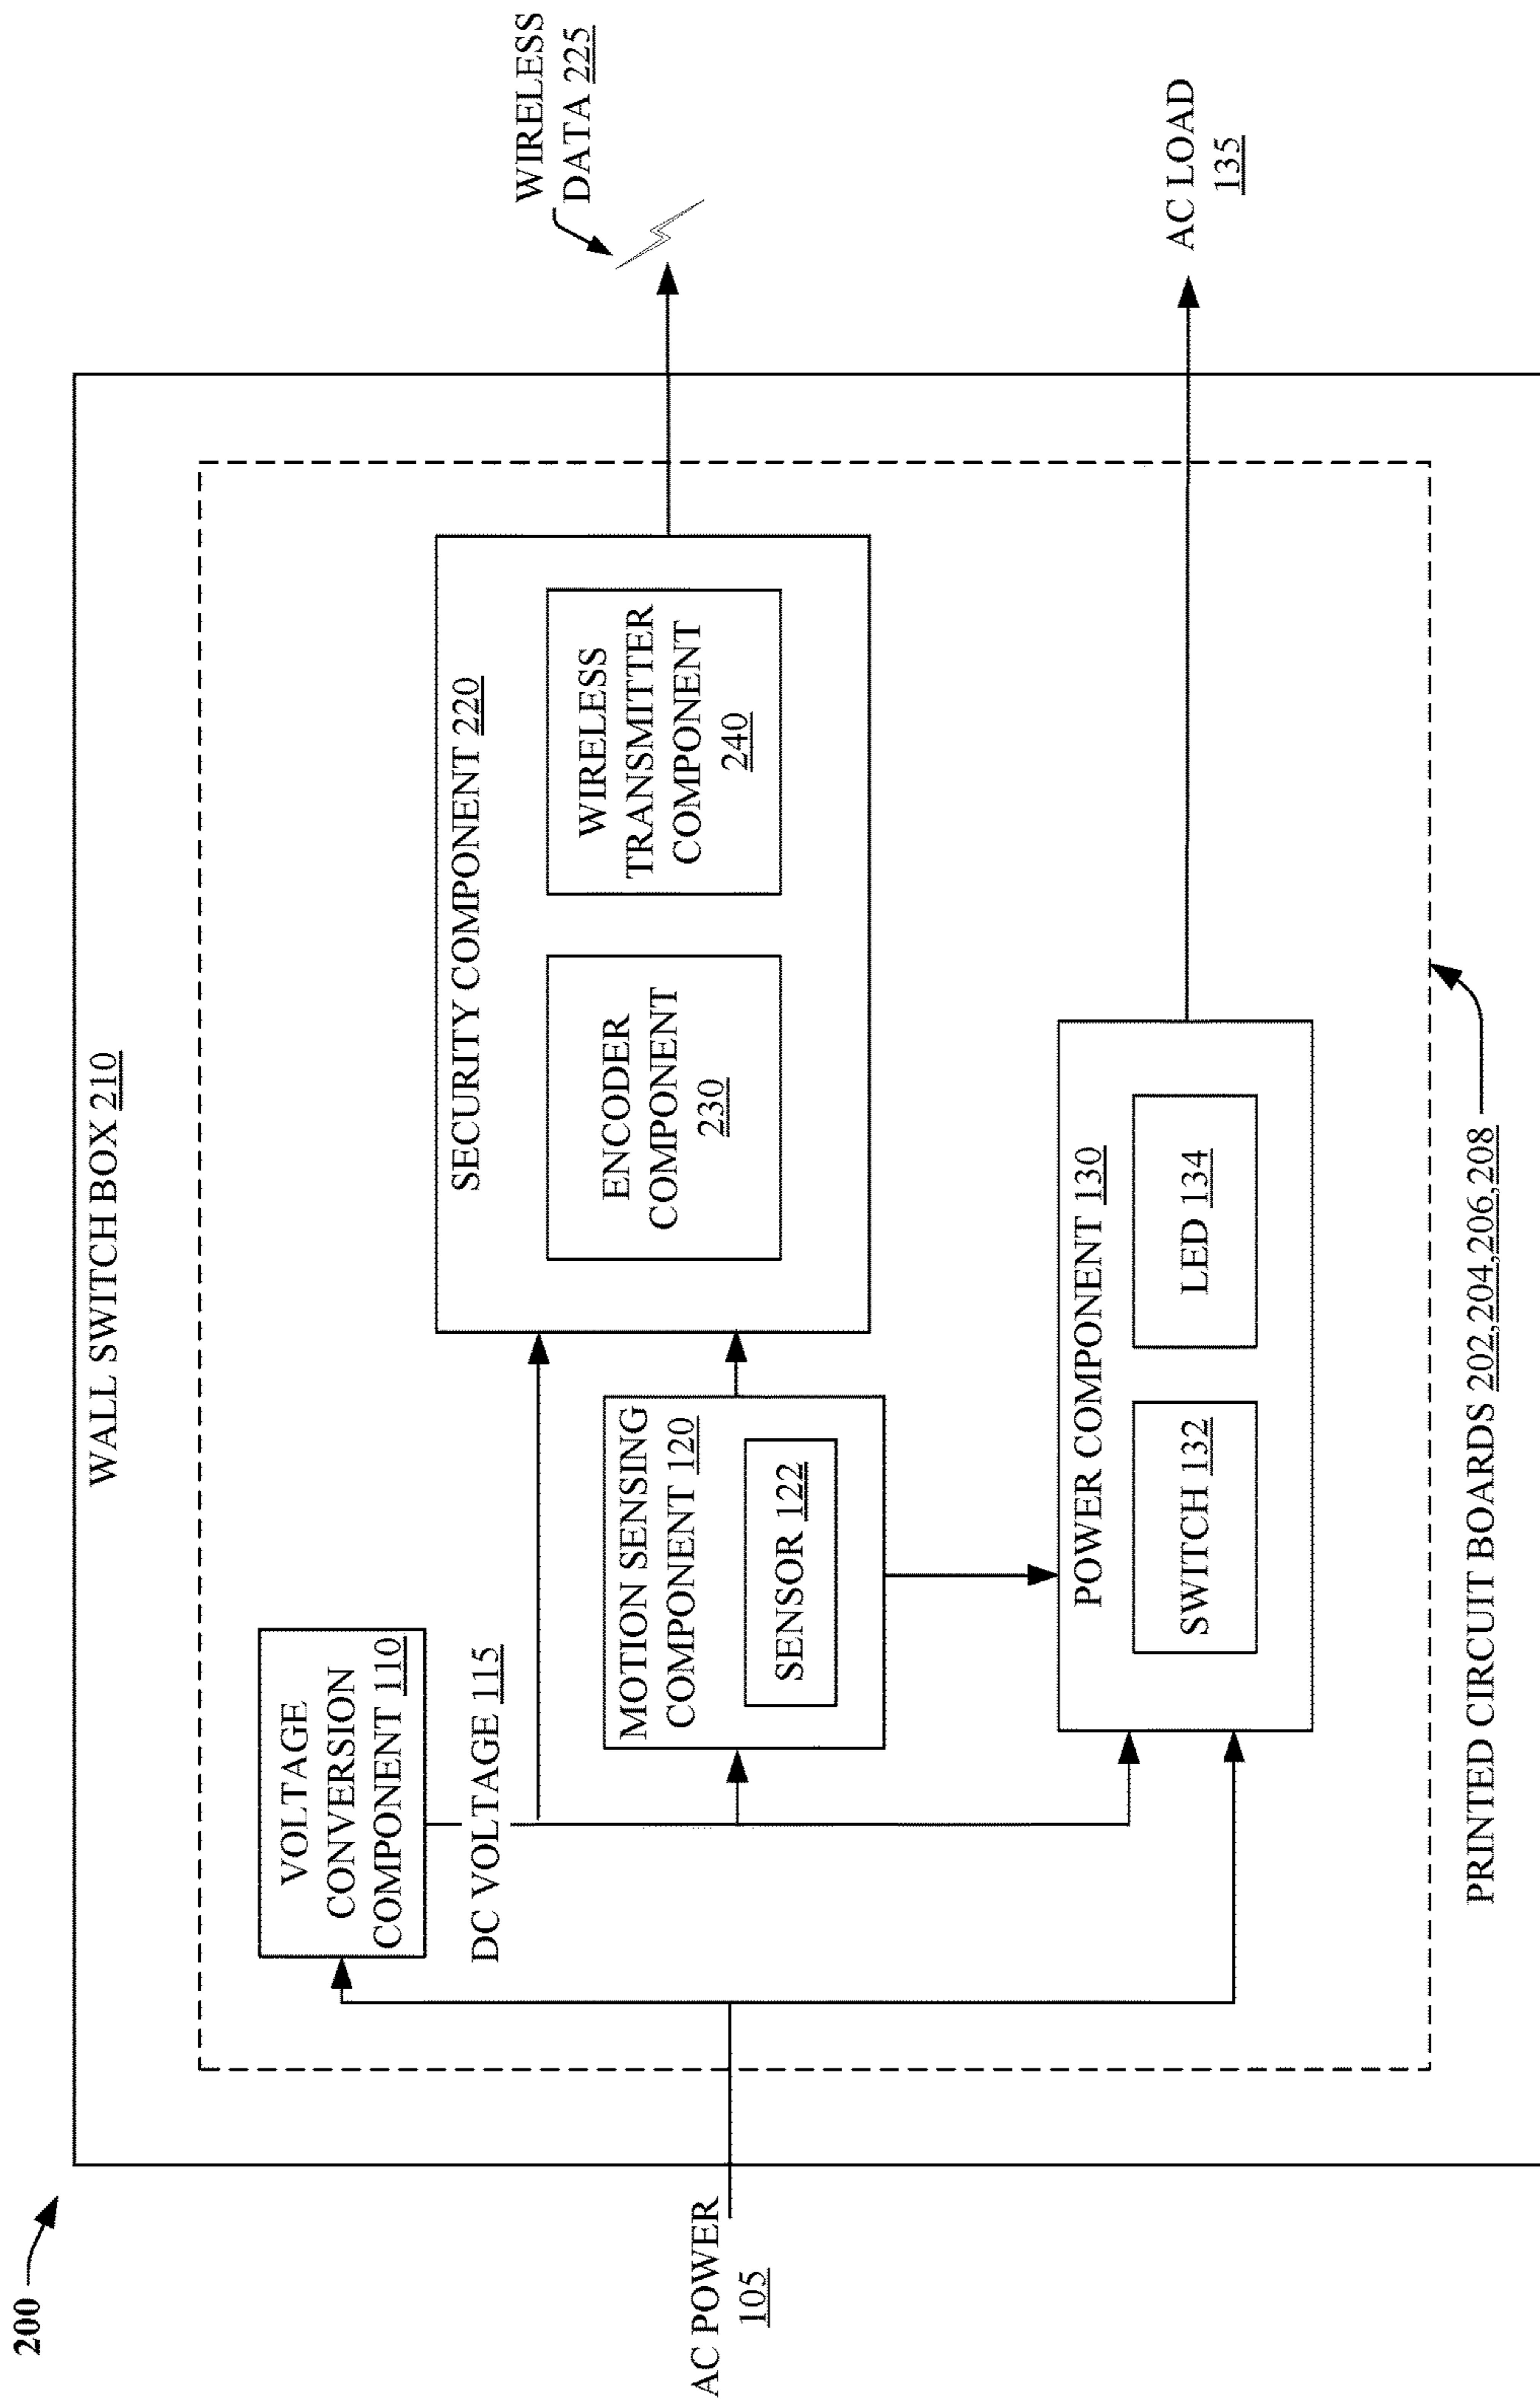 200
WALL SWITCH BOX 210
VOLTAGE
CONVERSION
COMPONENT 110
DC VOLTAGE 115
SECURITY COMPONENT 220
ENCODER
COMPONENT
230
WIRELESS
TRANSMITTER
COMPONENT
240
WIRELESS
DATA 225
MOTION SENSING
COMPONENT 120
SENSOR 122
AC POWER
105
POWER COMPONENT 130
SWITCH 132
LED 134
AC LOAD
135
PRINTED CIRCUIT BOARDS 202,204,206,208